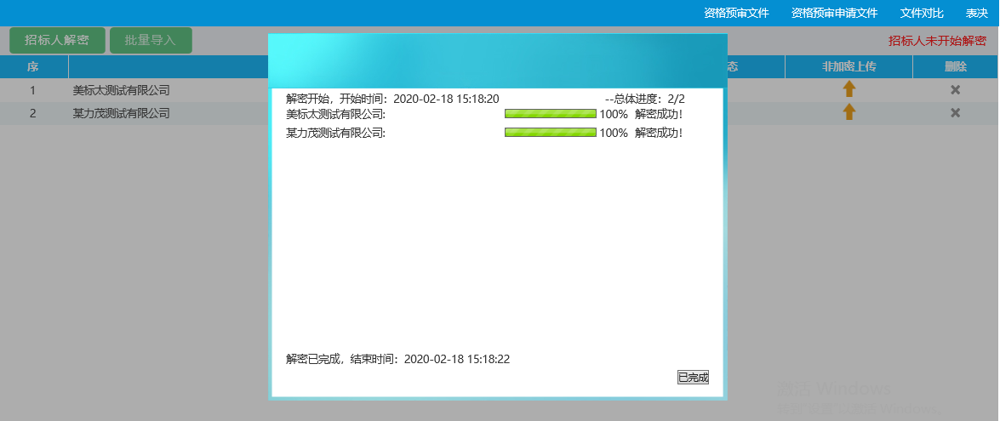 资格预审文件 资格预审申请文件 文件对比 表决
招标人解密 批量导入 招标人未开始解密
序 态 非加密上传 删除
1 美标太测试有限公司
2 某力茂测试有限公司
解密开始，开始时间：2020-02-18 15:18:20 --总体进度：2/2
美标太测试有限公司: 100% 解密成功!
某力茂测试有限公司: 100% 解密成功!
解密已完成，结束时间：2020-02-18 15:18:22
已完成
激活 Windows